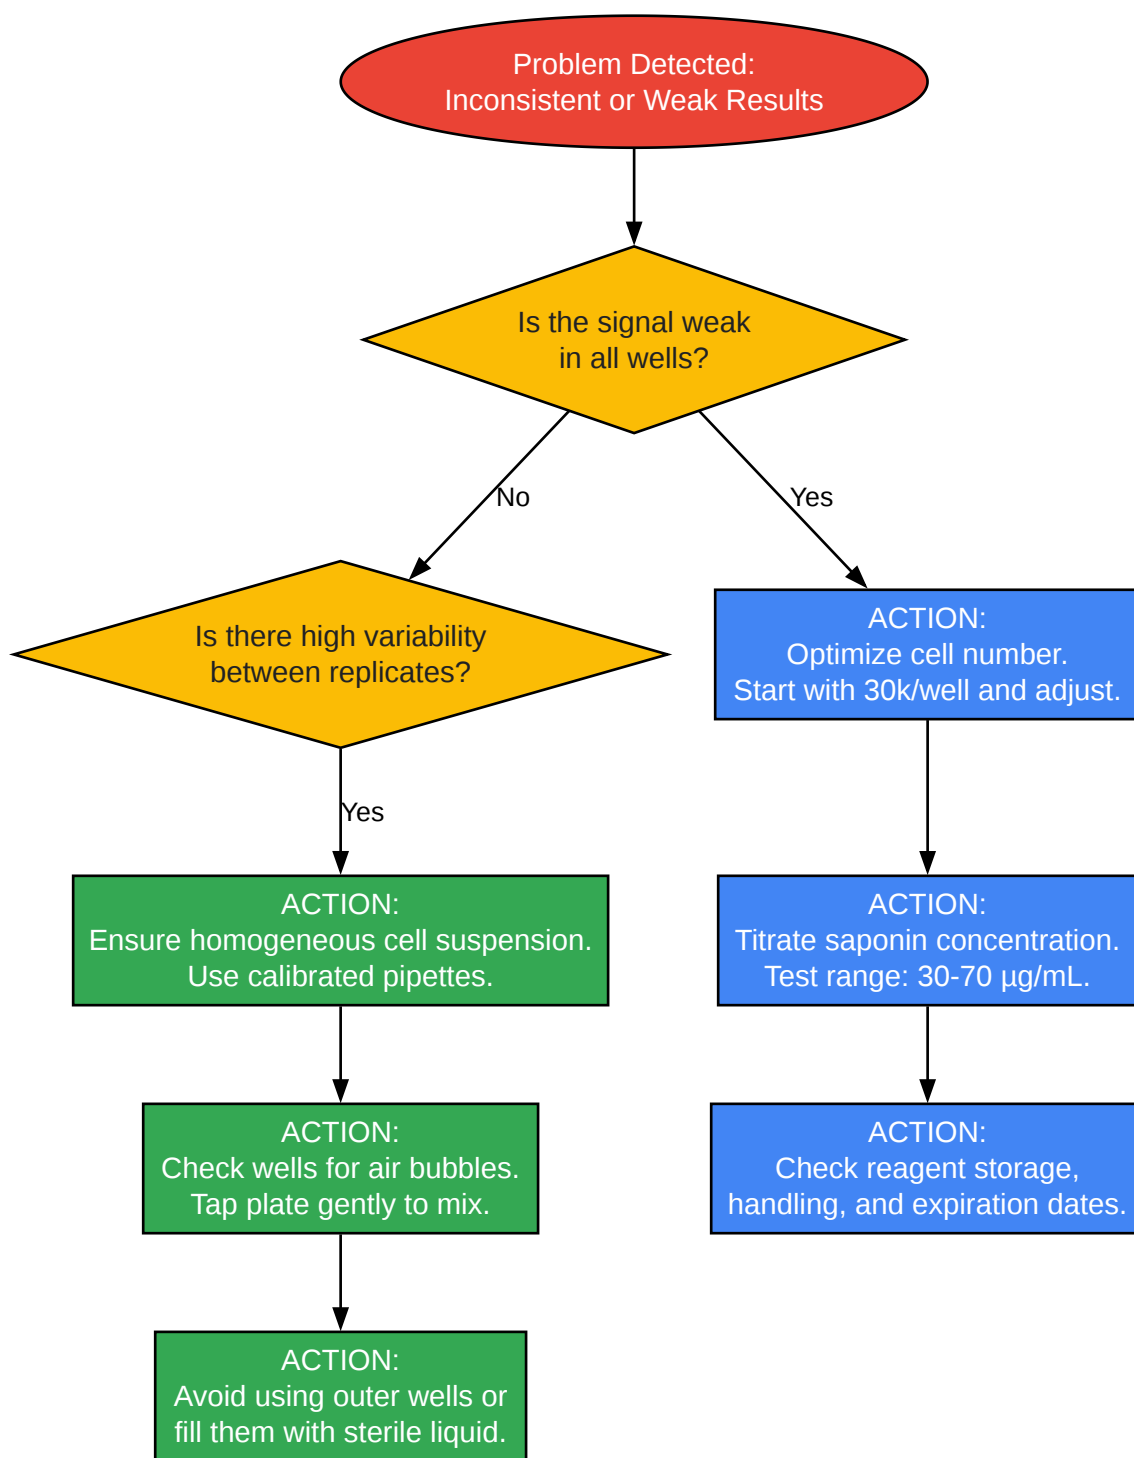 Problem Detected:
Inconsistent or Weak Results
Is the signal weak
in all wells?
No
Yes
Is there high variability
between replicates?
ACTION:
Optimize cell number.
Start with 30k/well and adjust.
Yes
ACTION:
Ensure homogeneous cell suspension.
Use calibrated pipettes.
ACTION:
Titrate saponin concentration.
Test range: 30-70 µg/mL.
ACTION:
Check wells for air bubbles.
Tap plate gently to mix.
ACTION:
Check reagent storage,
handling, and expiration dates.
ACTION:
Avoid using outer wells or
fill them with sterile liquid.